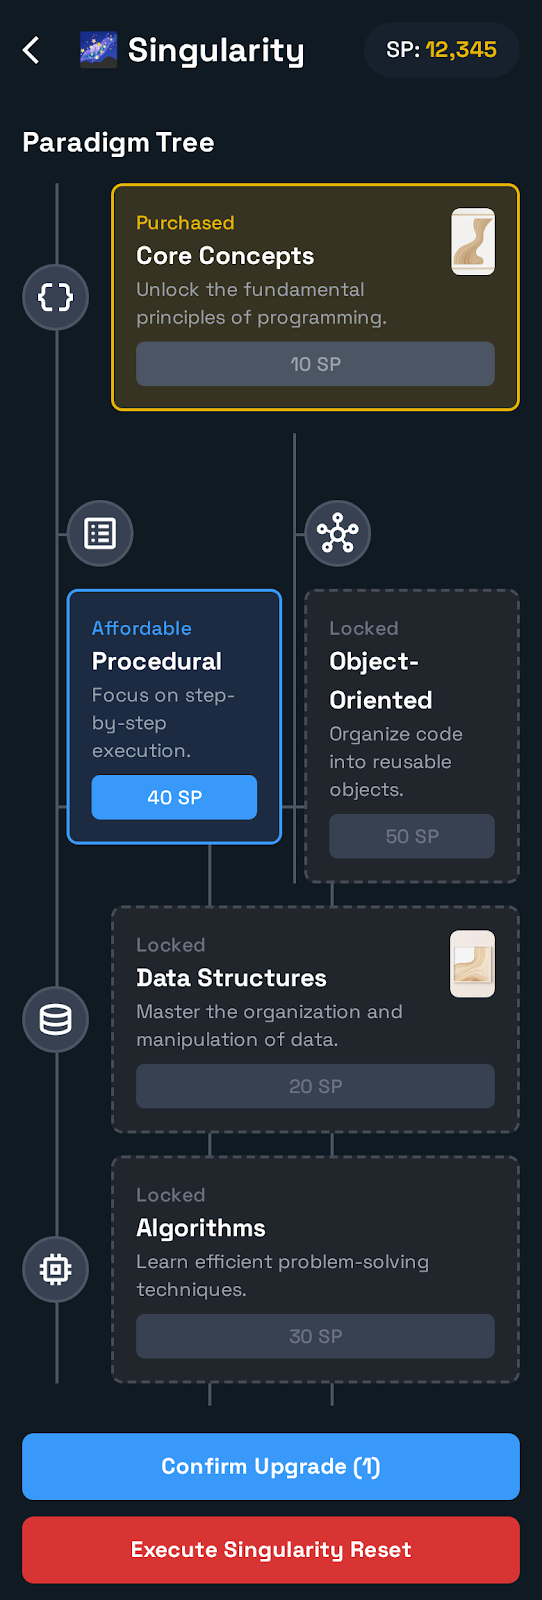 Singularity
SP: 12,345
Paradigm Tree
Purchased
Core Concepts
Unlock the fundamental
principles of programming.
10 SP
Affordable
Procedural
Focus on step-
by-step
execution.
40 SP
Locked
Object-
Oriented
Organize code
into reusable
objects.
50 SP
Locked
Data Structures
Master the organization and
manipulation of data.
20 SP
Locked
Algorithms
Learn efficient problem-solving
techniques.
30 SP
Confirm Upgrade (1)
Execute Singularity Reset